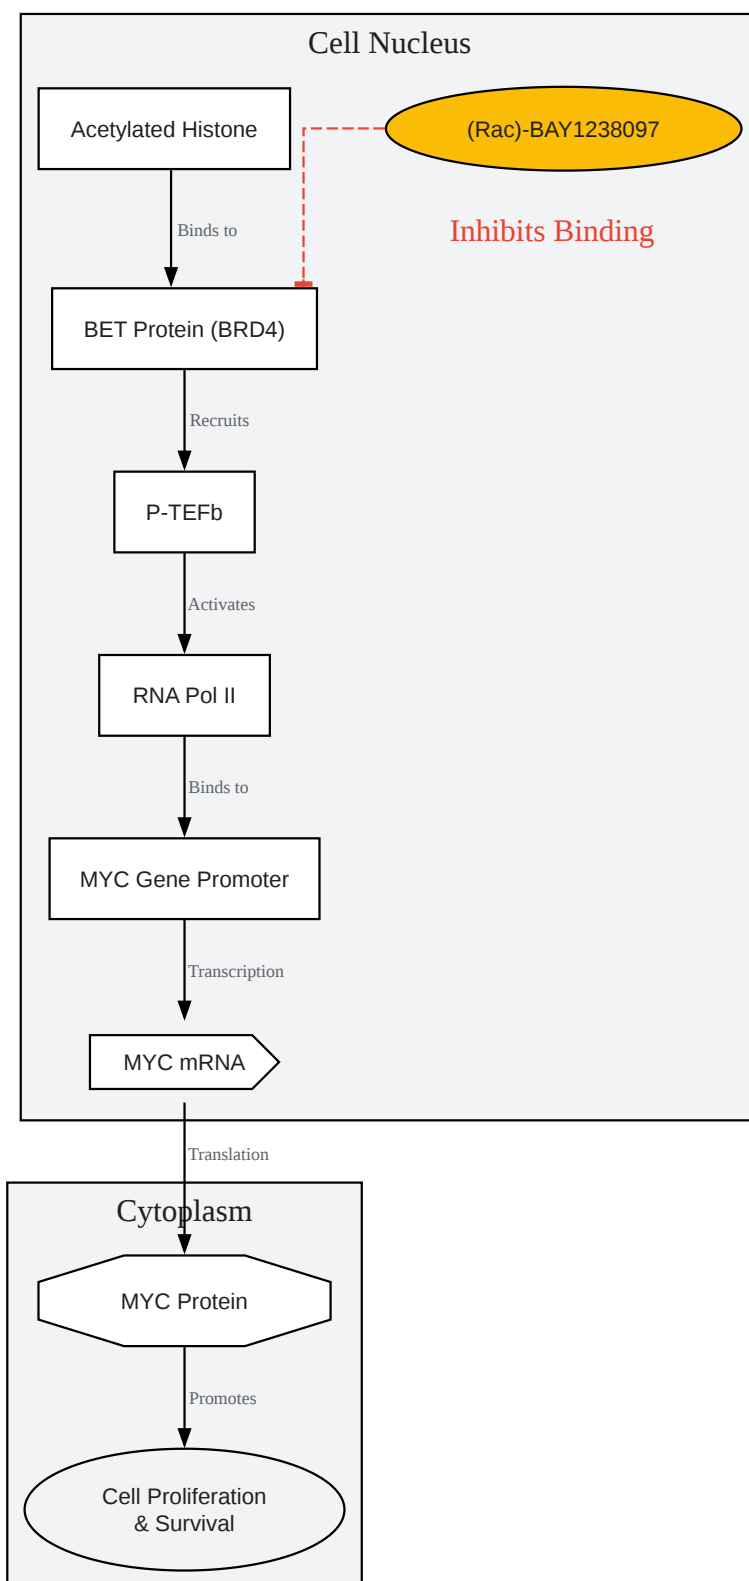 Cell Nucleus
Acetylated Histone
(Rac)-BAY1238097
Binds to
Inhibits Binding
BET Protein (BRD4)
Recruits
P-TEFb
Activates
RNA Pol II
Binds to
MYC Gene Promoter
Transcription
MYC mRNA
Translation
Cytoplasm
MYC Protein
Promotes
Cell Proliferation
& Survival